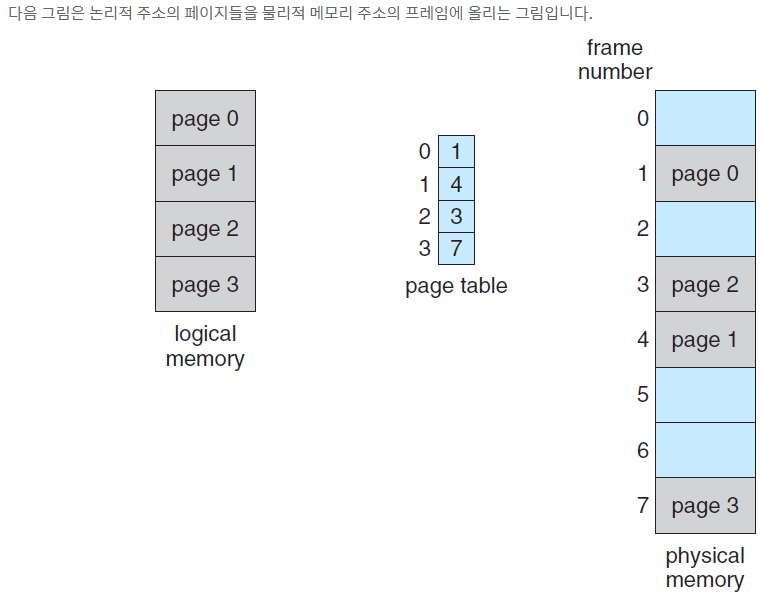 다음 그림은 논리적 주소의 페이지들을 물리적 메모리 주소의 프레임에 올리는 그림입니다.
frame
number
page 0
page 1
page 2
page 3
logical
memory
0 1
1 4
2 3
3 7
page table
0
1 page 0
2
3 page 2
4 page 1
5
6
7 page 3
physical
memory